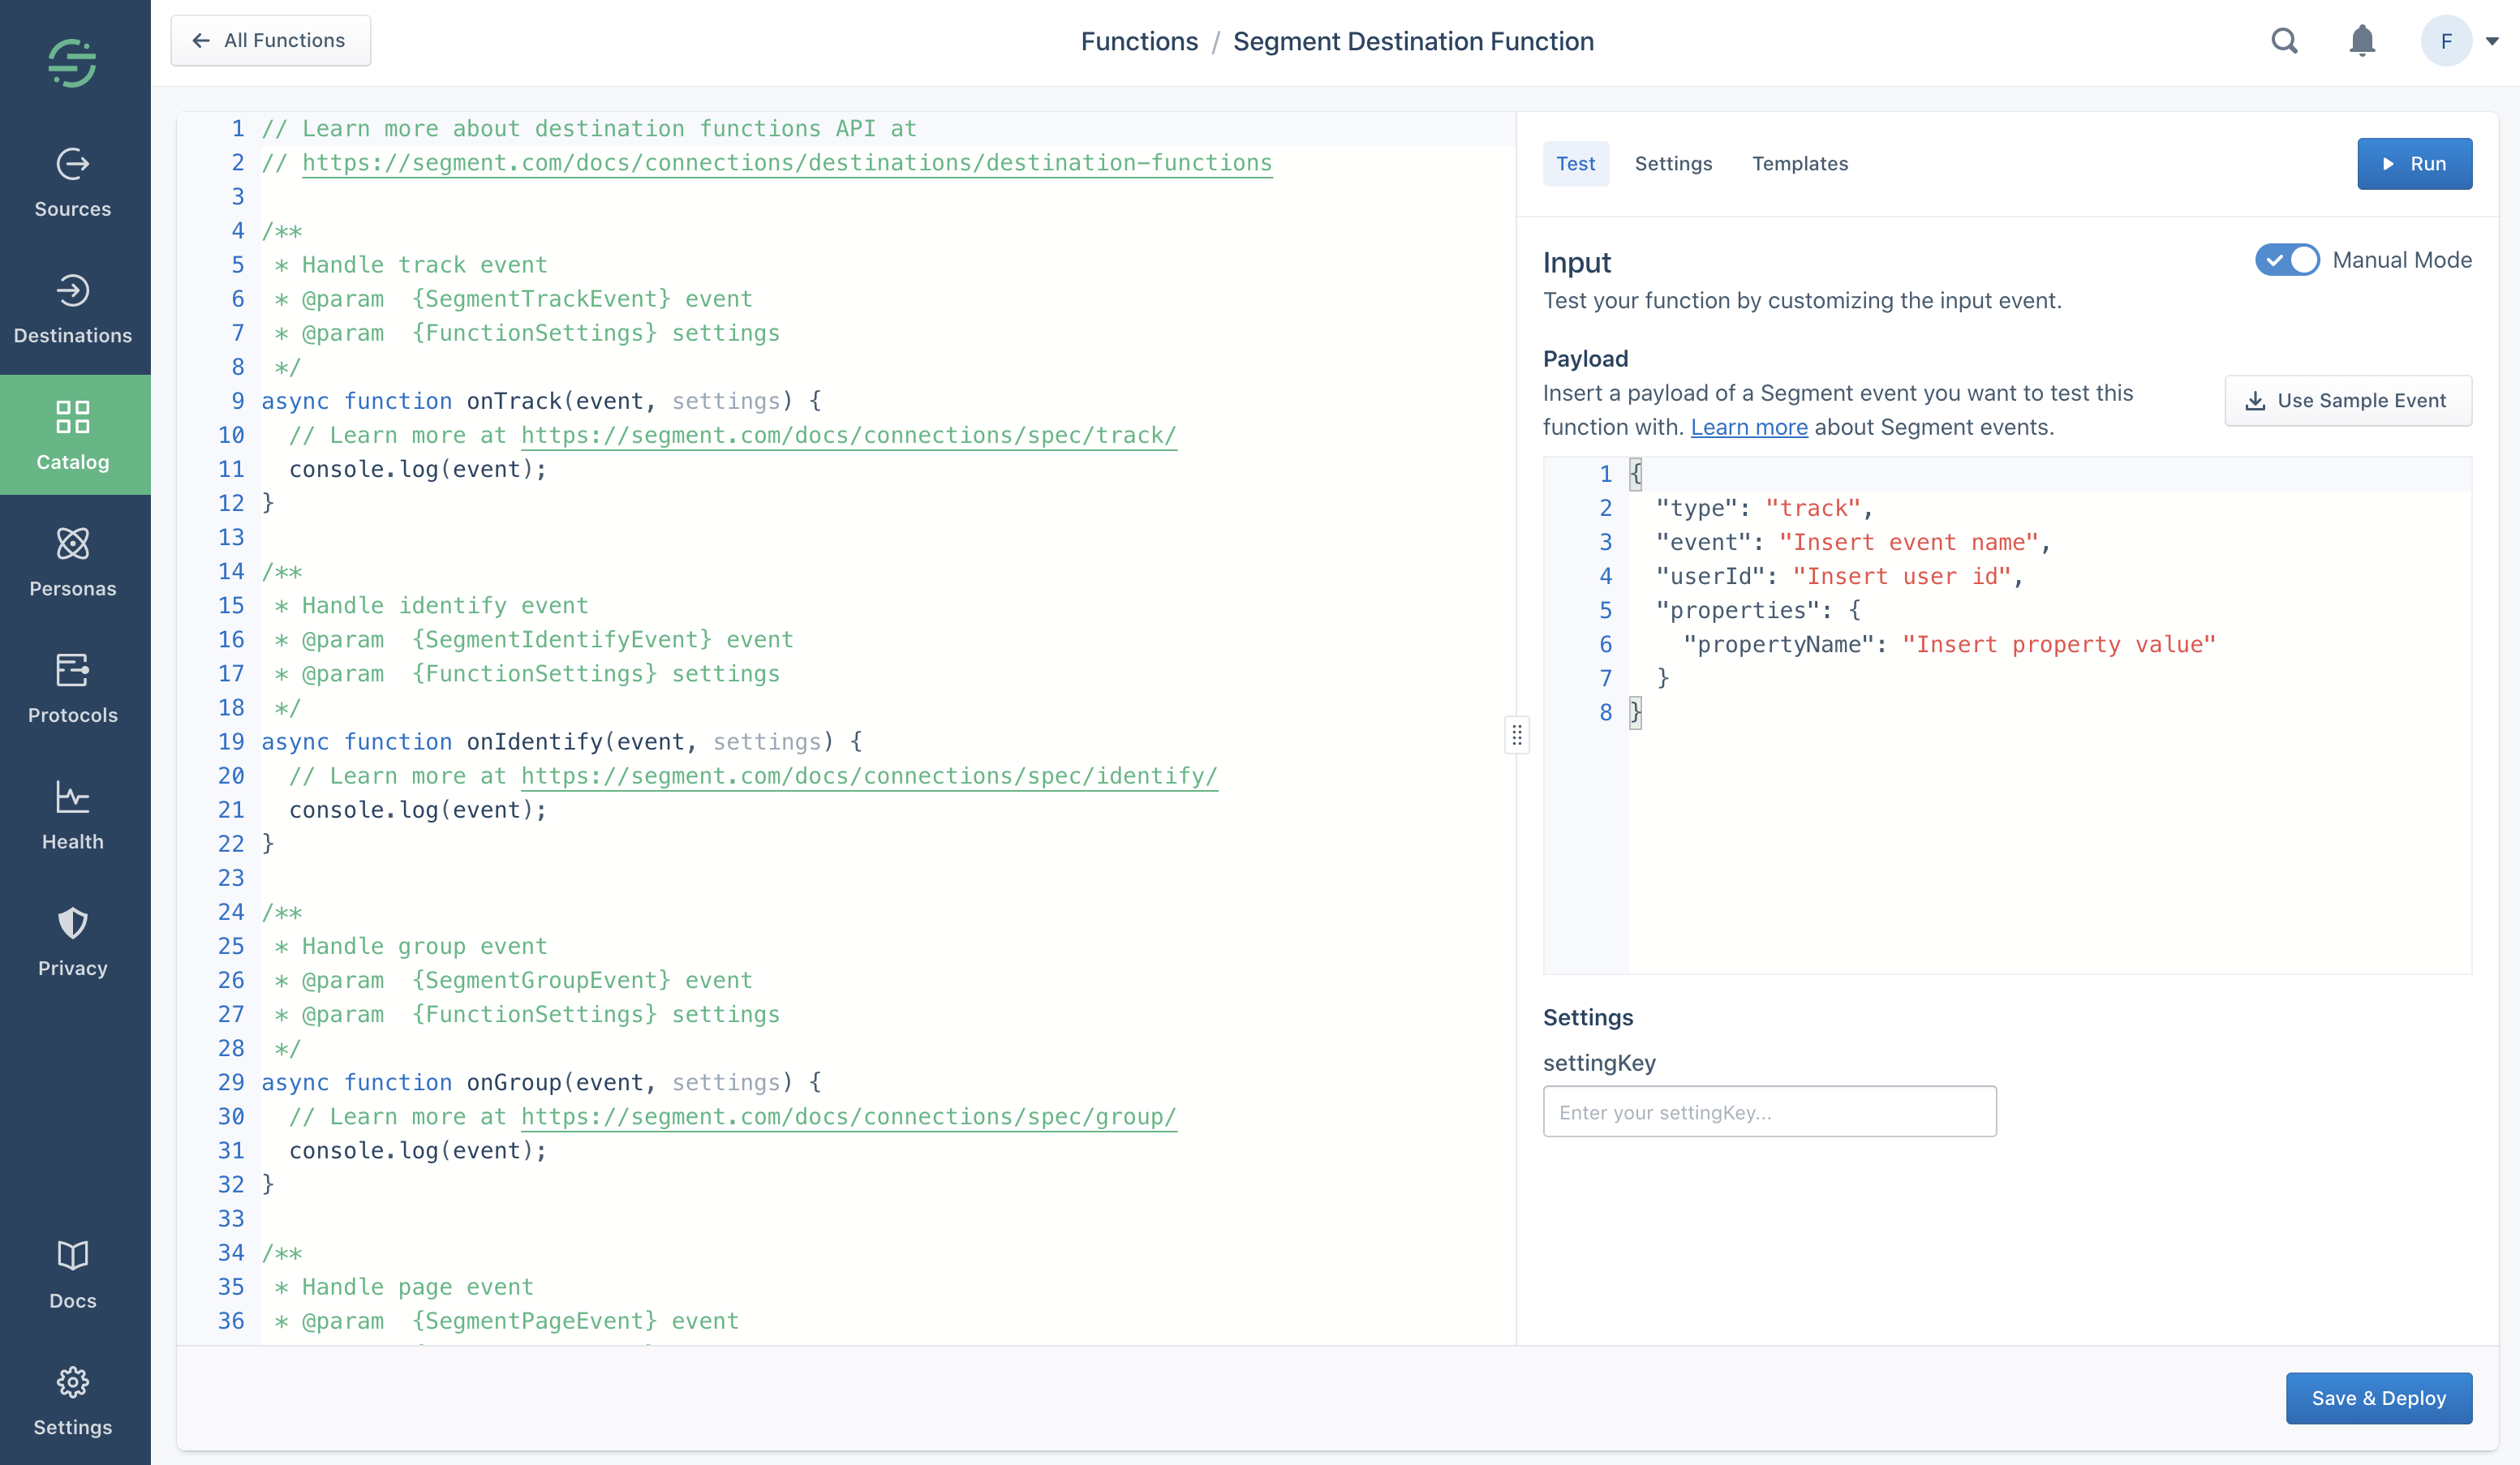 All Functions
Functions / Segment Destination Function
F
Sources
Destinations
Catalog
Personas
Protocols
Health
Privacy
Docs
Settings
1 // Learn more about destination functions API at
2 // https://segment.com/docs/connections/destinations/destination-functions
3
4 /**
5  * Handle track event
6  * @param  {SegmentTrackEvent} event
7  * @param  {FunctionSettings} settings
8  */
9 async function onTrack(event, settings) {
10   // Learn more at https://segment.com/docs/connections/spec/track/
11   console.log(event);
12 }
13
14 /**
15  * Handle identify event
16  * @param  {SegmentIdentifyEvent} event
17  * @param  {FunctionSettings} settings
18  */
19 async function onIdentify(event, settings) {
20   // Learn more at https://segment.com/docs/connections/spec/identify/
21   console.log(event);
22 }
23
24 /**
25  * Handle group event
26  * @param  {SegmentGroupEvent} event
27  * @param  {FunctionSettings} settings
28  */
29 async function onGroup(event, settings) {
30   // Learn more at https://segment.com/docs/connections/spec/group/
31   console.log(event);
32 }
33
34 /**
35  * Handle page event
36  * @param  {SegmentPageEvent} event
Test
Settings
Templates
Run
Input
Manual Mode
Test your function by customizing the input event.
Payload
Insert a payload of a Segment event you want to test this
function with. Learn more about Segment events.
Use Sample Event
1 {
2   "type": "track",
3   "event": "Insert event name",
4   "userId": "Insert user id",
5   "properties": {
6     "propertyName": "Insert property value"
7   }
8 }
Settings
settingKey
Enter your settingKey...
Save & Deploy